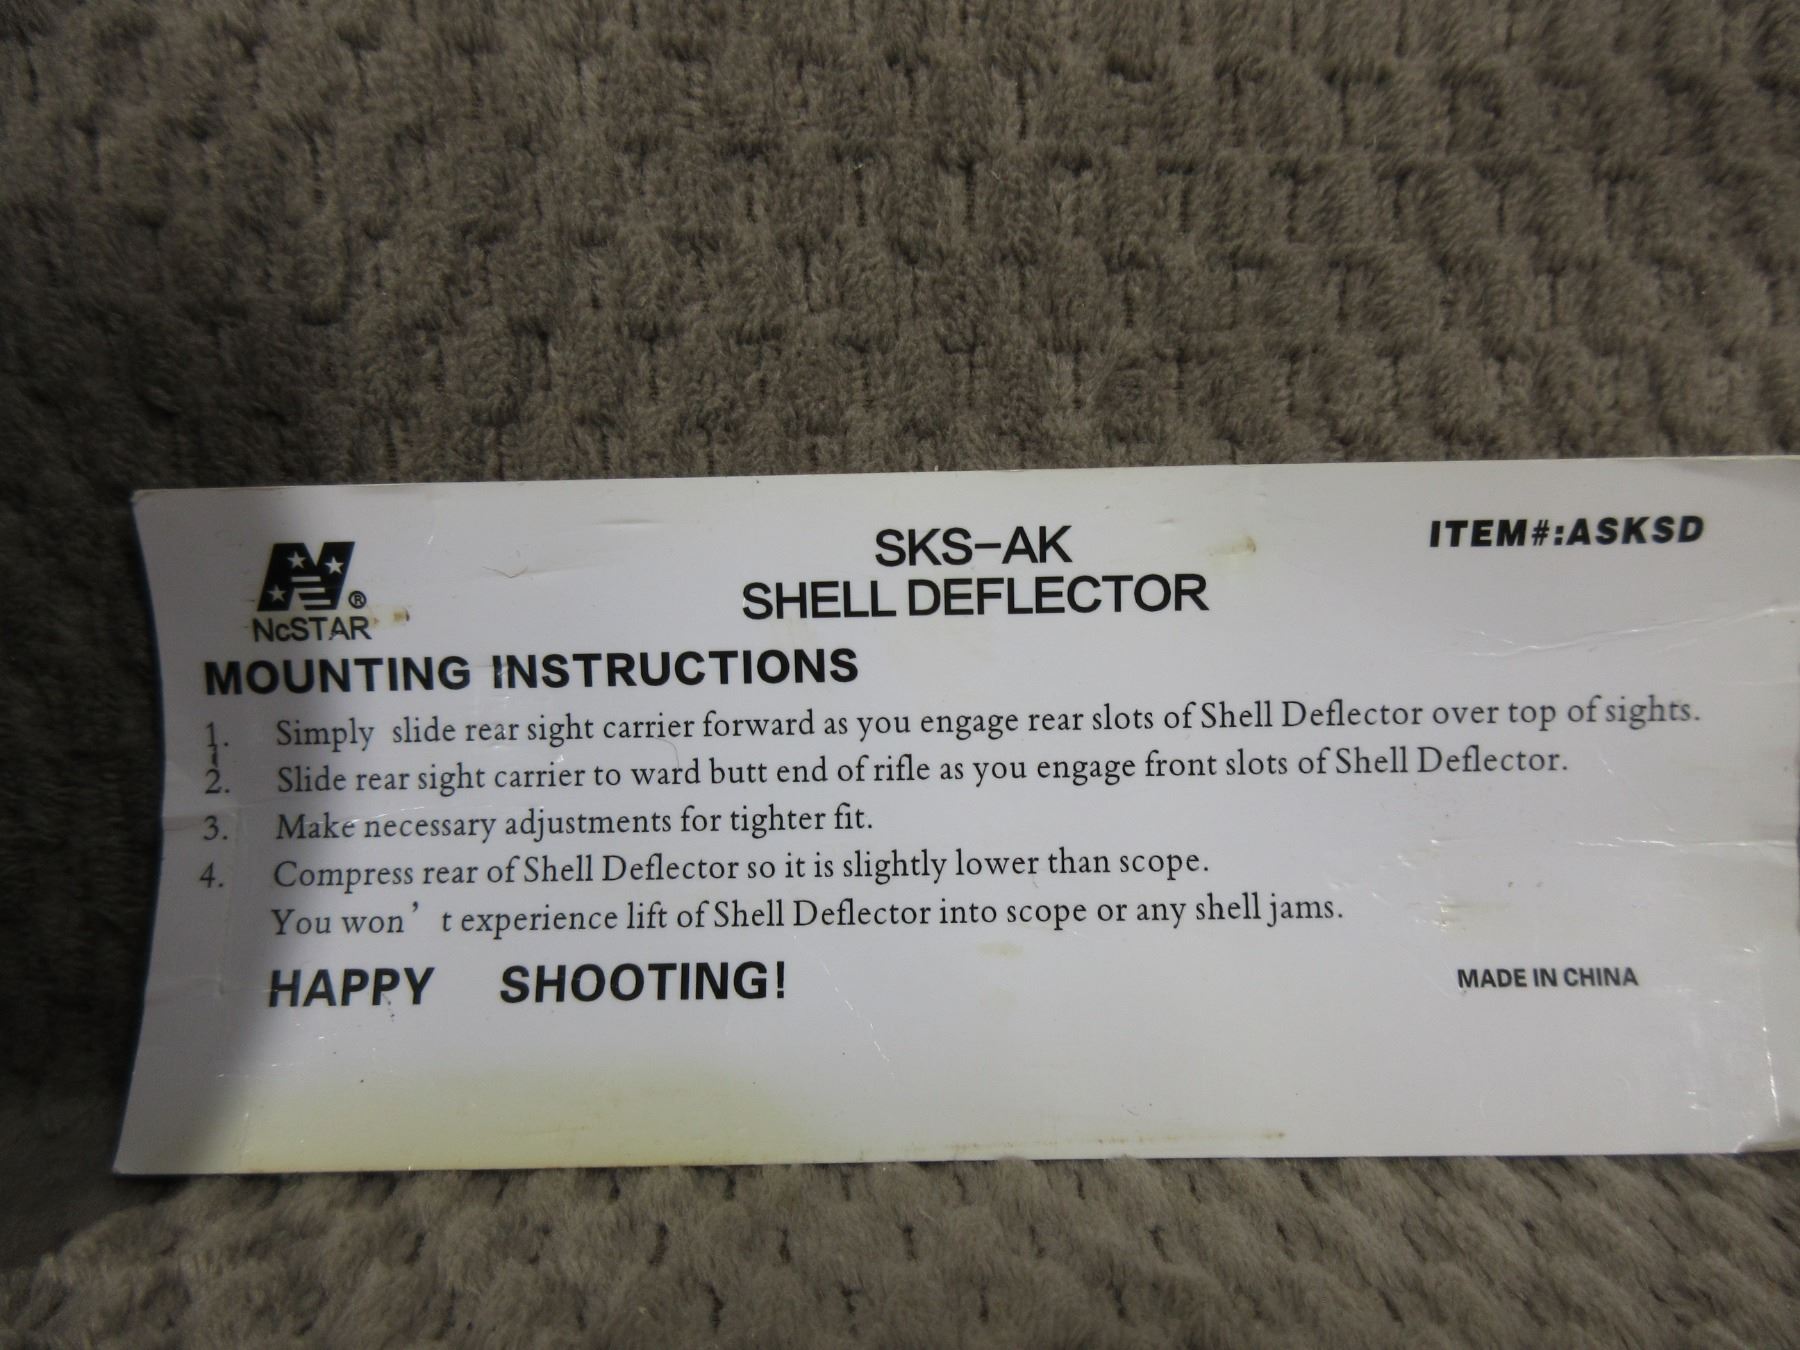 SKS-AK
SHELL DEFLECTOR
ITEM#:ASKSD
N®
NcSTAR
MOUNTING INSTRUCTIONS
1. Simply slide rear sight carrier forward as you engage rear slots of Shell Deflector over top of sights.
2. Slide rear sight carrier to ward butt end of rifle as you engage front slots of Shell Deflector.
3. Make necessary adjustments for tighter fit.
4. Compress rear of Shell Deflector so it is slightly lower than scope.
You won’ t experience lift of Shell Deflector into scope or any shell jams.
HAPPY SHOOTING!
MADE IN CHINA